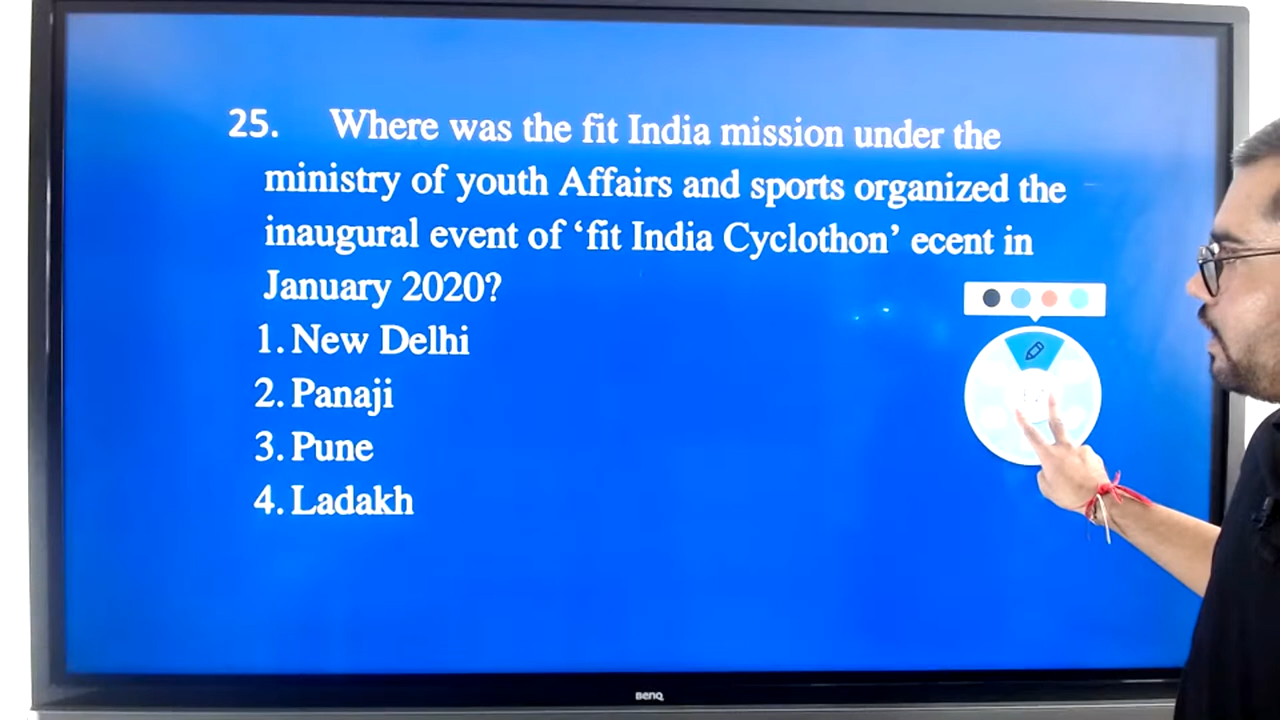 25. Where was the fit India mission under the
ministry of youth Affairs and sports organized the
inaugural event of ‘fit India Cyclothon’ ecent in
January 2020?
1. New Delhi
2. Panaji
3. Pune
4. Ladakh
BenQ